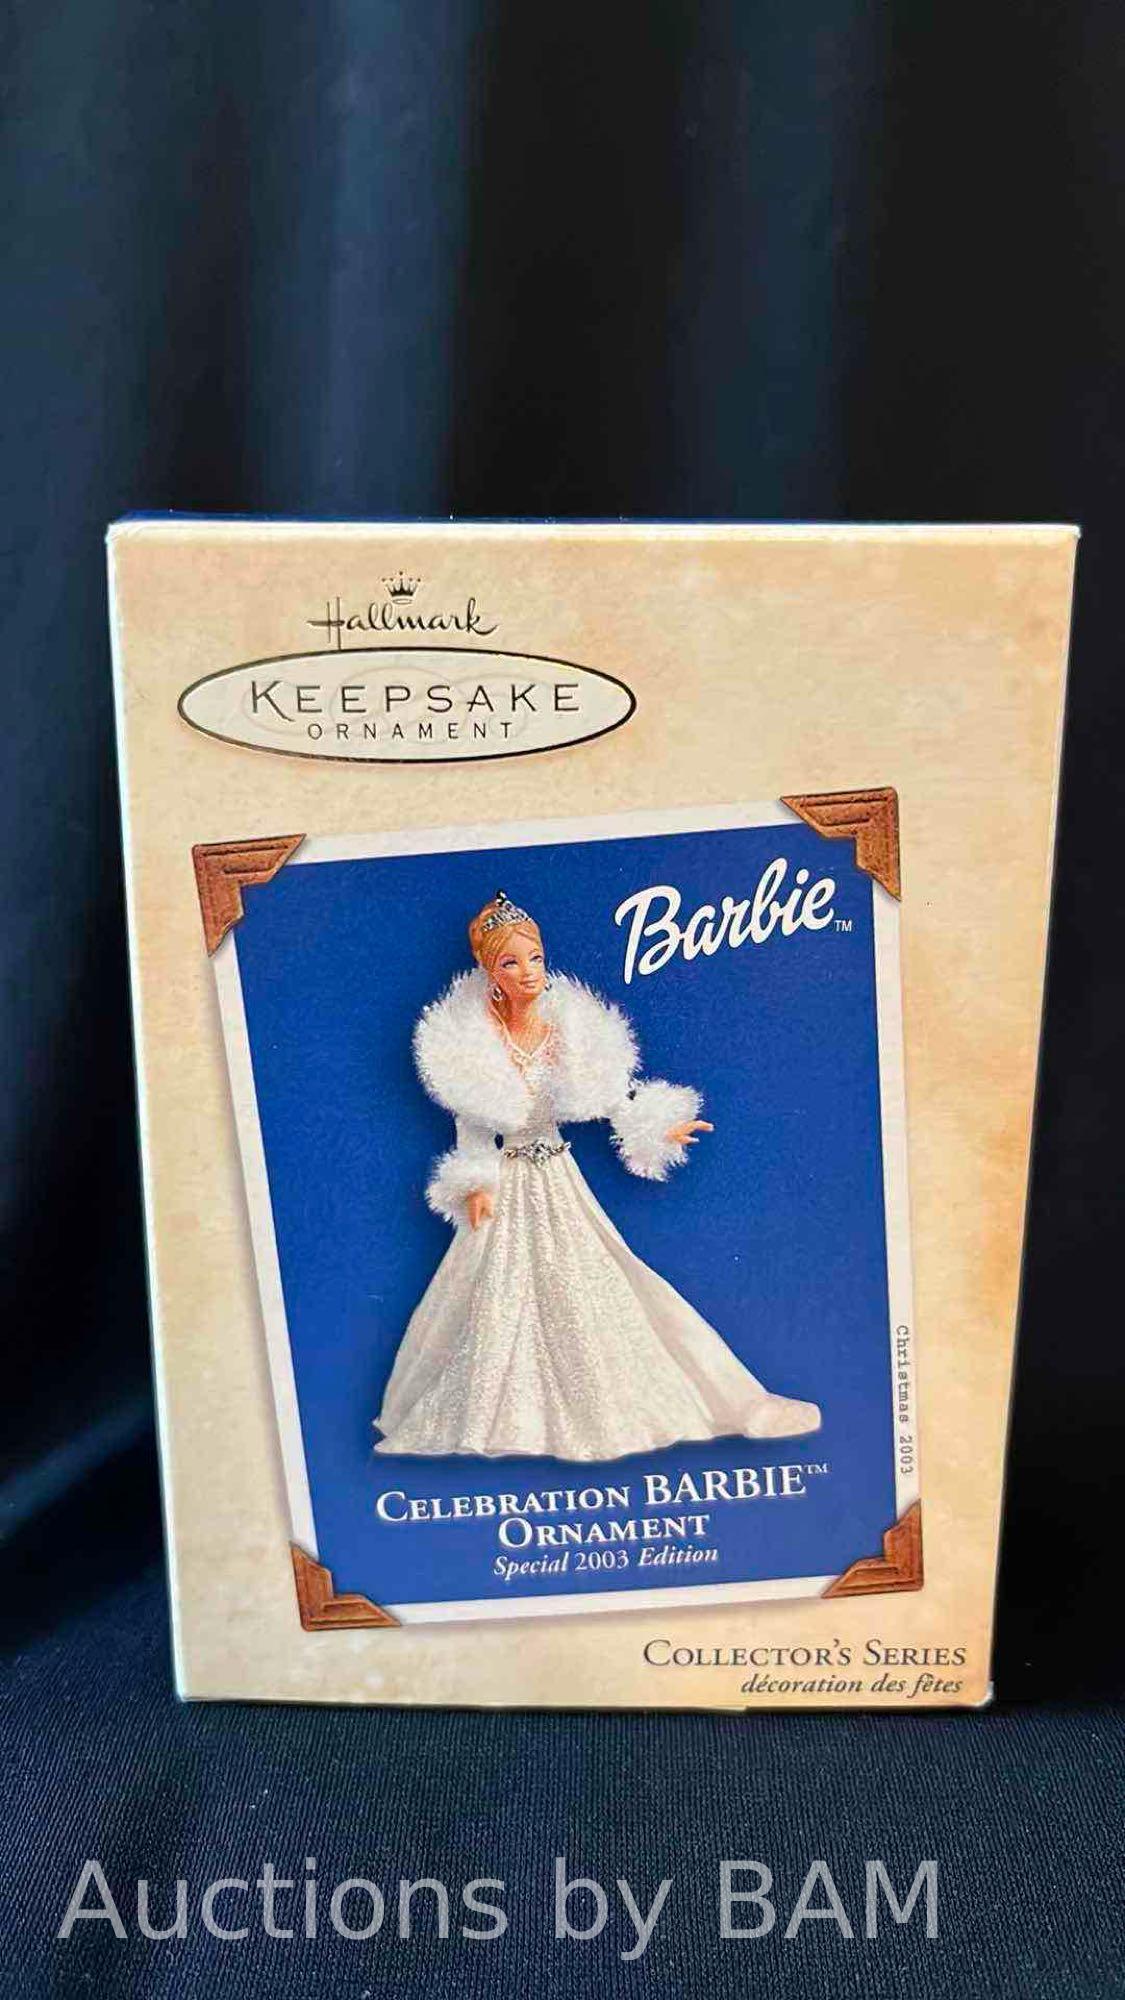 Hallmark
KEEPSAKE
ORNAMENT
Barbie™
Christmas 2003
CELEBRATION BARBIE™
ORNAMENT
Special 2003 Edition
COLLECTOR'S SERIES
décoration des fêtes
Auctions by BAM